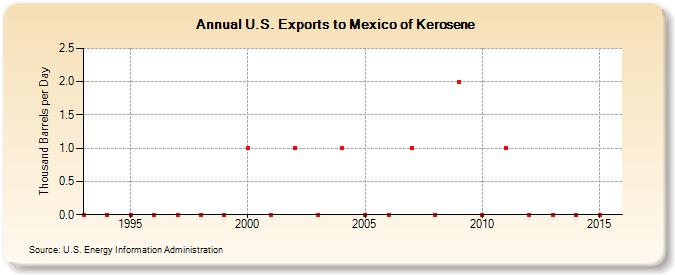 Annual U.S. Exports to Mexico of Kerosene
Thousand Barrels per Day
2.5
2.0
1.5
1.0
0.5
0.0
1995 2000 2005 2010 2015
Source: U.S. Energy Information Administration